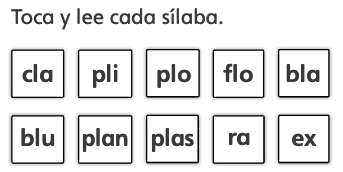 Toca y lee cada sílaba.
cla pli plo flo bla
blu plan plas ra ex